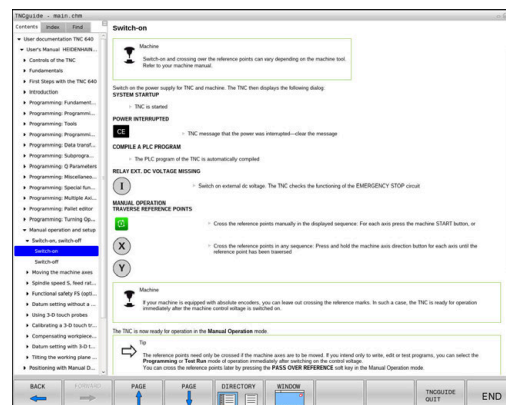 TNCguide - main.chm
Contents Index Find
User documentation TNC 640
User's Manual HEIDENHAIN...
Controls of the TNC
Fundamentals
First Steps with the TNC 640
Introduction
Programming: Fundament...
Programming: Programmi...
Programming: Tools
Programming: Programmi...
Programming: Data transf...
Programming: Subprogra...
Programming: Q Parameters
Programming: Miscellaneo...
Programming: Special fun...
Programming: Multiple Axi...
Programming: Pallet editor
Programming: Turning Op...
Manual operation and setup
Switch-on, switch-off
Switch-on
Switch-off
Moving the machine axes
Spindle speed S, feed rat...
Functional safety FS (opti...
Datum setting without a ...
Using 3-D touch probes
Calibrating a 3-D touch tr...
Compensating workpiece...
Datum setting with 3-D t...
Tilting the working plane ...
Positioning with Manual D...
Switch-on
Machine
Switch-on and crossing over the reference points can vary depending on the machine tool.
Refer to your machine manual.
Switch on the power supply for TNC and machine. The TNC then displays the following dialog:
SYSTEM STARTUP
TNC is started
POWER INTERRUPTED
CE
TNC message that the power was interrupted—clear the message
COMPILE A PLC PROGRAM
The PLC program of the TNC is automatically compiled
RELAY EXT. DC VOLTAGE MISSING
I
Switch on external dc voltage. The TNC checks the functioning of the EMERGENCY STOP circuit
MANUAL OPERATION
TRAVERSE REFERENCE POINTS
Cross the reference points manually in the displayed sequence: For each axis press the machine START button, or
X
Cross the reference points in any sequence: Press and hold the machine axis direction button for each axis until the
reference point has been traversed
Y
Machine
If your machine is equipped with absolute encoders, you can leave out crossing the reference marks. In such a case, the TNC is ready for operation
immediately after the machine control voltage is switched on.
The TNC is now ready for operation in the Manual Operation mode.
Tip
The reference points need only be crossed if the machine axes are to be moved. If you intend only to write, edit or test programs, you can select the
Programming or Test Run mode of operation immediately after switching on the control voltage.
You can cross the reference points later by pressing the PASS OVER REFERENCE soft key in the Manual Operation mode.
BACK FORWARD PAGE PAGE DIRECTORY WINDOW TNCGUIDE
QUIT END